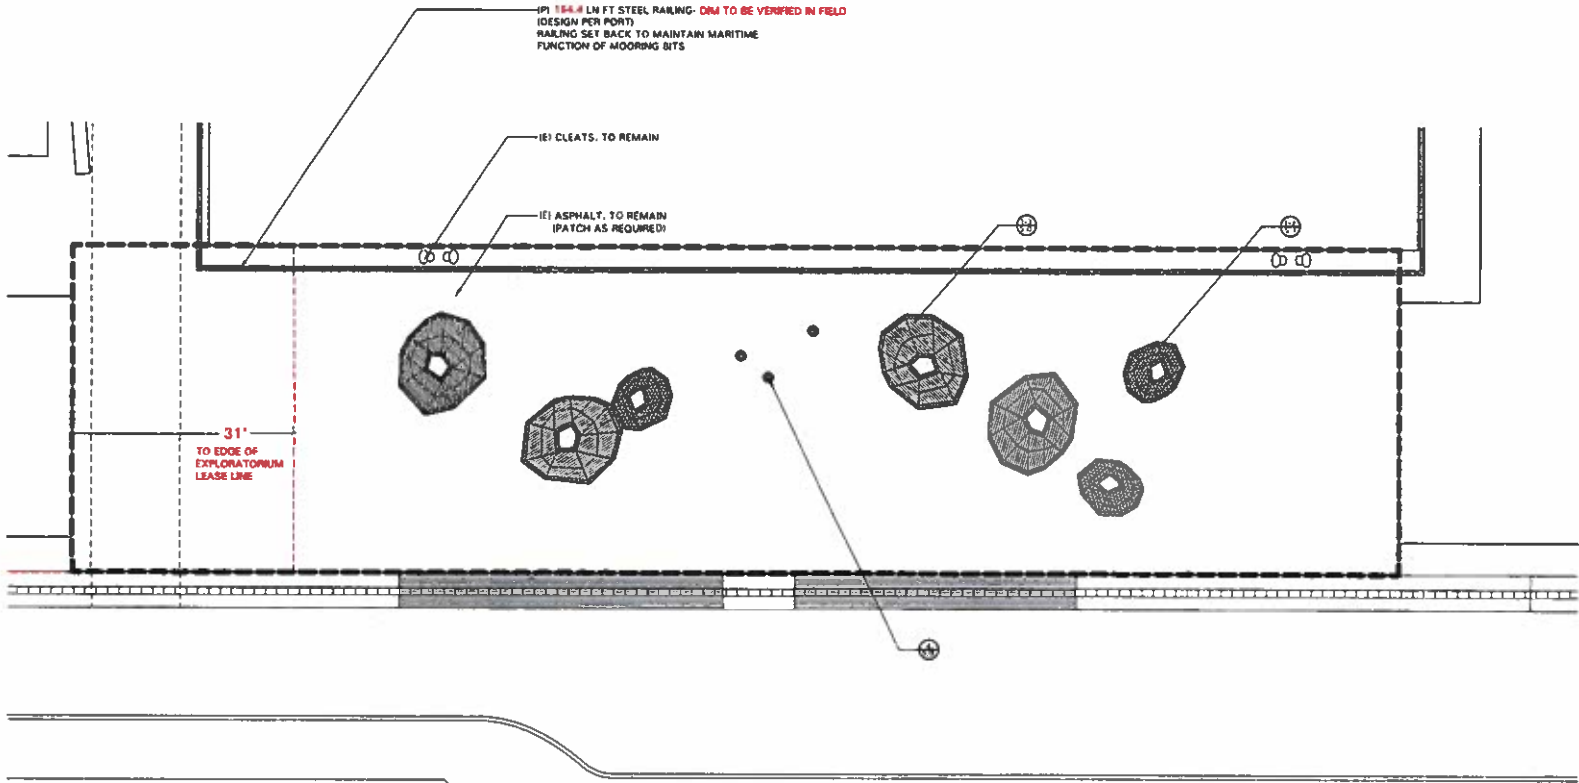 (P) 164.4 LN FT STEEL RAILING- DIM TO BE VERIFIED IN FIELD
(DESIGN PER PORT)
RAILING SET BACK TO MAINTAIN MARITIME
FUNCTION OF MOORING BITS
(E) CLEATS, TO REMAIN
(E) ASPHALT, TO REMAIN
(PATCH AS REQUIRED)
31'
TO EDGE OF
EXPLORATORIUM
LEASE LINE